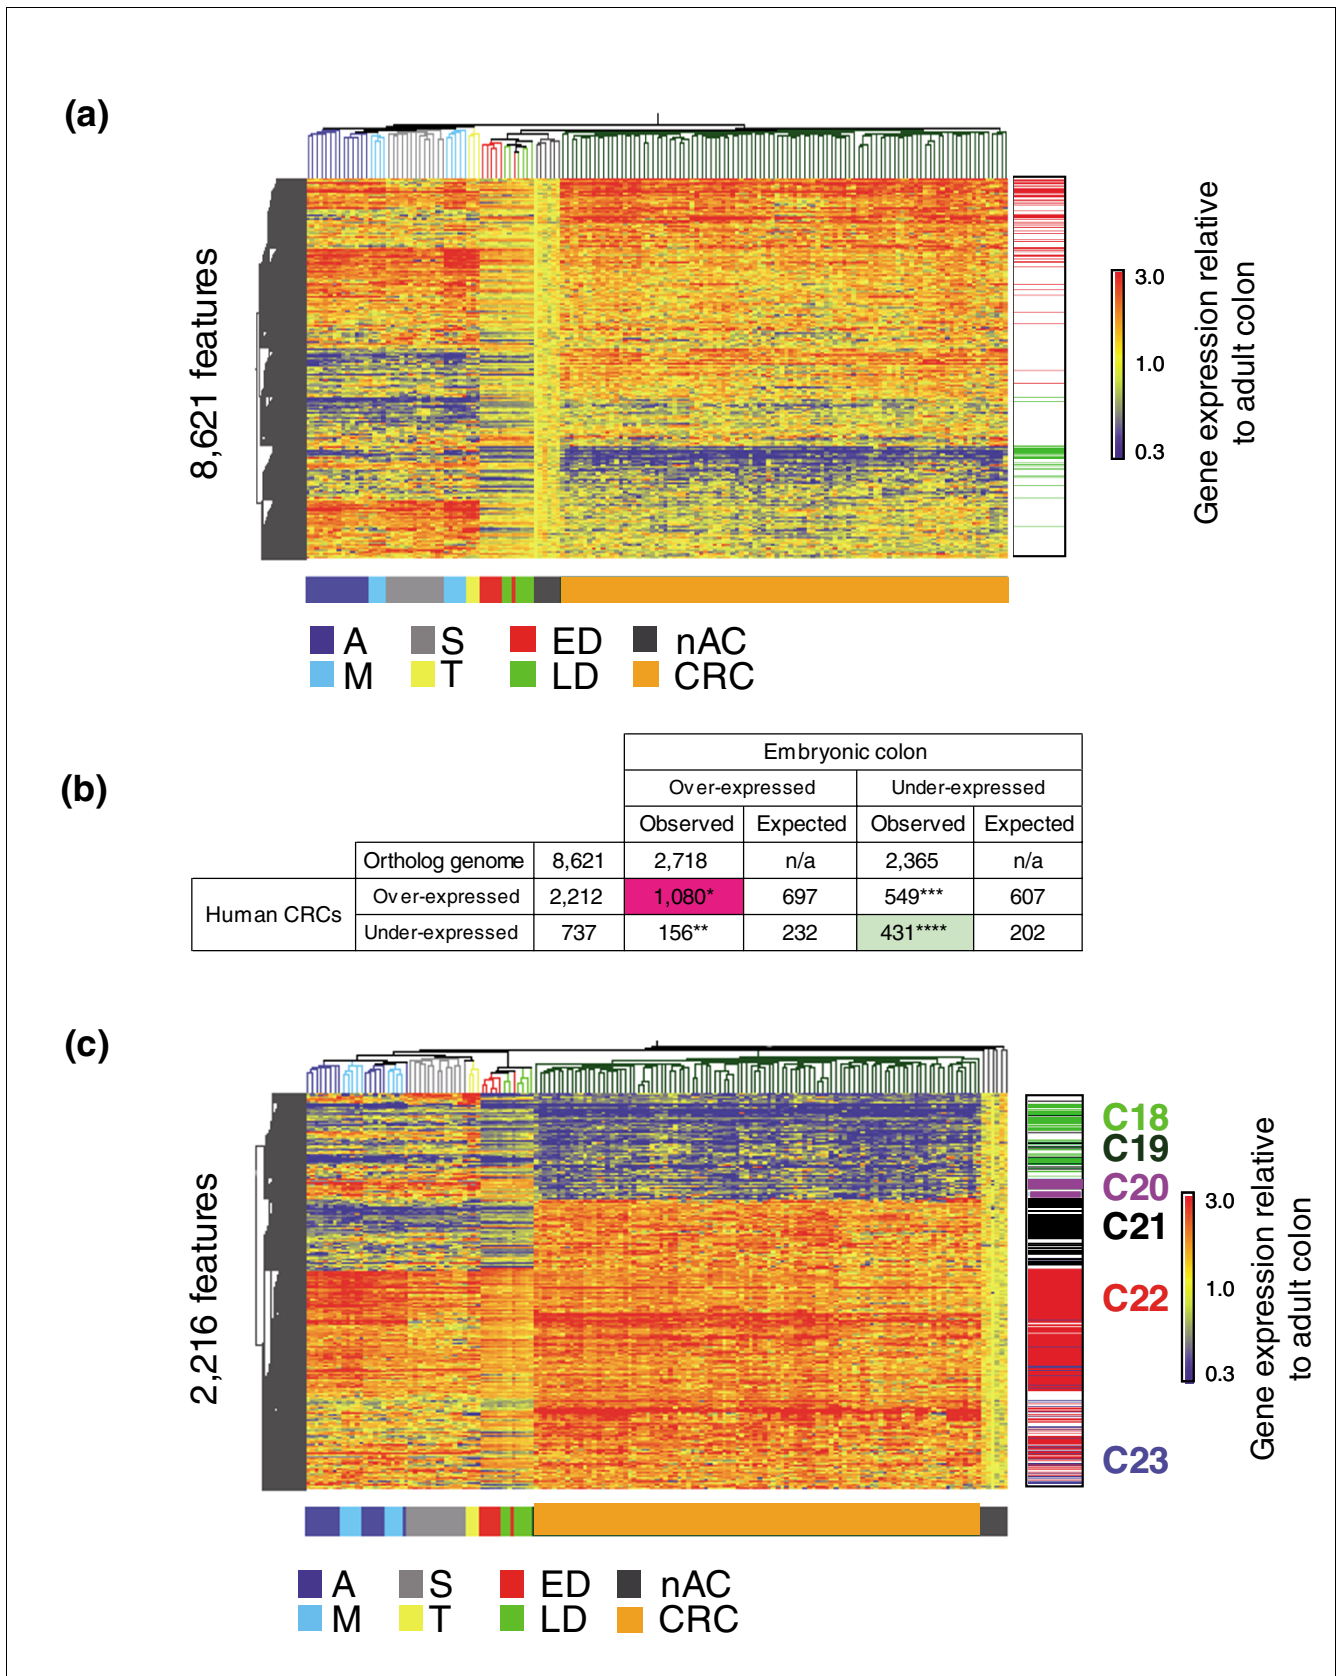 (a)
8,621 features
3.0
1.0
0.3
Gene expression relative
to adult colon
A S ED nAC
M T LD CRC
(b)
Embryonic colon
Over-expressed Under-expressed
Observed Expected Observed Expected
Ortholog genome 8,621 2,718 n/a 2,365 n/a
Human CRCs
Over-expressed 2,212 1,080* 697 549*** 607
Under-expressed 737 156** 232 431**** 202
(c)
2,216 features
C18
C19
C20
C21
C22
C23
3.0
1.0
0.3
Gene expression relative
to adult colon
A S ED nAC
M T LD CRC